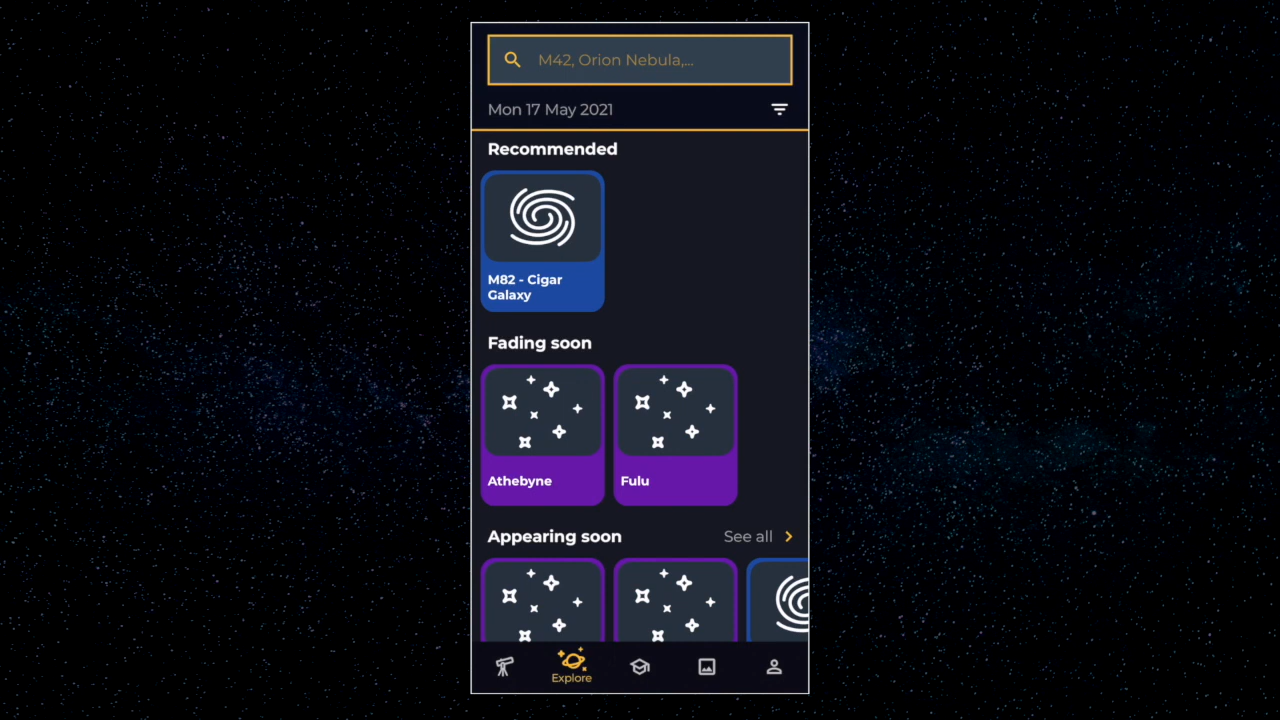 M42, Orion Nebula,...
Mon 17 May 2021
Recommended
M82 - Cigar
Galaxy
Fading soon
Athebyne
Fulu
Appearing soon
See all
Explore